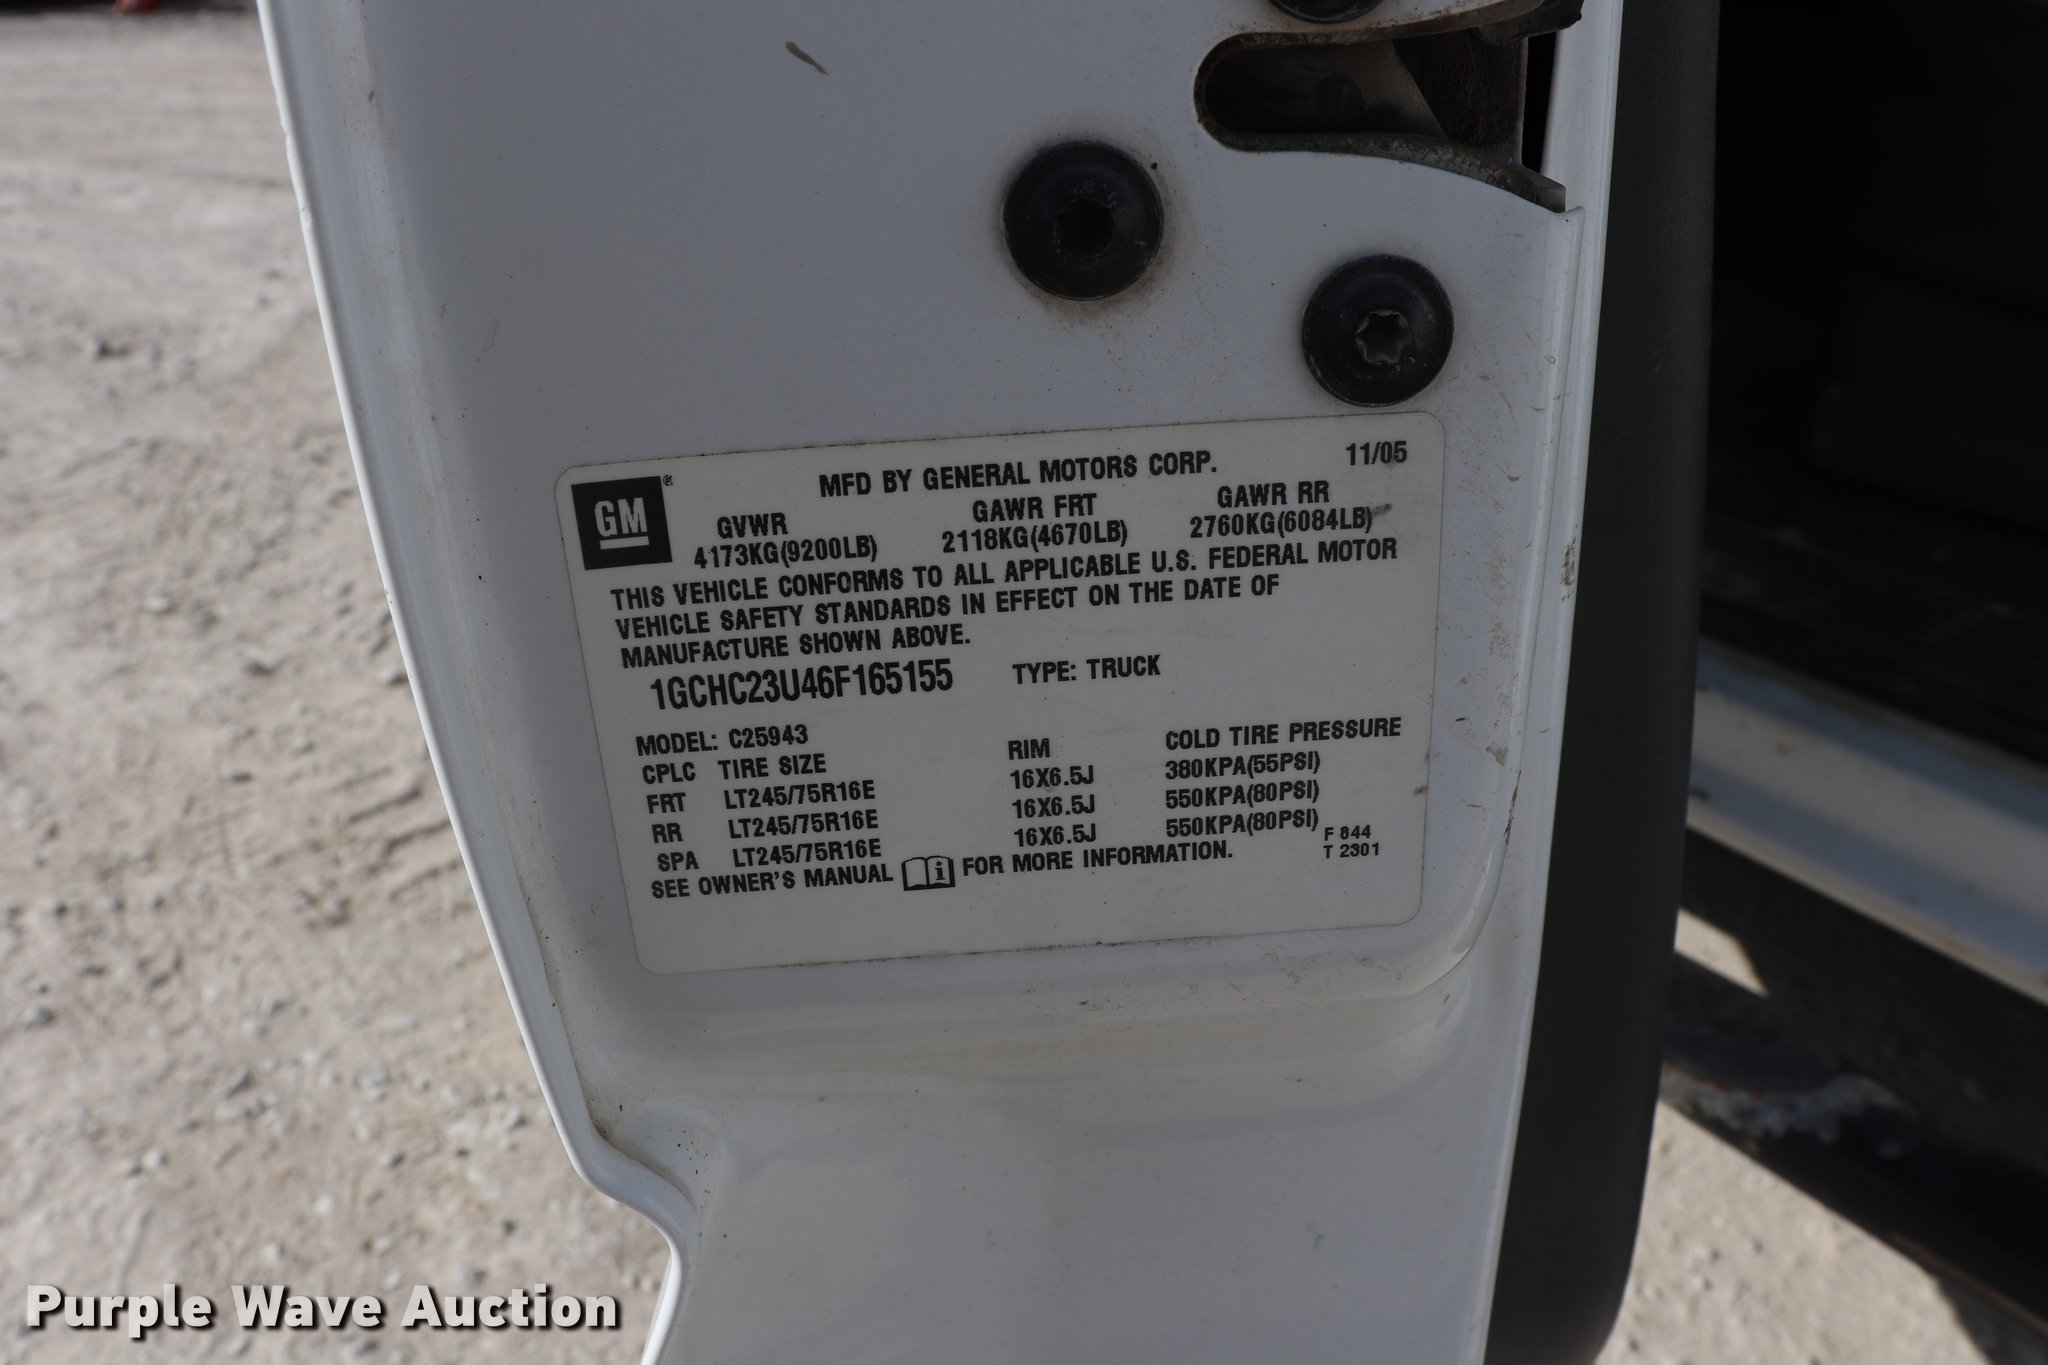 GM®
MFD BY GENERAL MOTORS CORP. 11/05
GVWR GAWR FRT GAWR RR
4173KG(9200LB) 2118KG(4670LB) 2760KG(6084LB)
THIS VEHICLE CONFORMS TO ALL APPLICABLE U.S. FEDERAL MOTOR
VEHICLE SAFETY STANDARDS IN EFFECT ON THE DATE OF
MANUFACTURE SHOWN ABOVE.
1GCHC23U46F165155 TYPE: TRUCK
MODEL: C25943
CPLC TIRE SIZE RIM COLD TIRE PRESSURE
FRT LT245/75R16E 16X6.5J 380KPA(55PSI)
RR LT245/75R16E 16X6.5J 550KPA(80PSI)
SPA LT245/75R16E 16X6.5J 550KPA(80PSI)
SEE OWNER'S MANUAL i FOR MORE INFORMATION.
F 844
T 2301
Purple Wave Auction